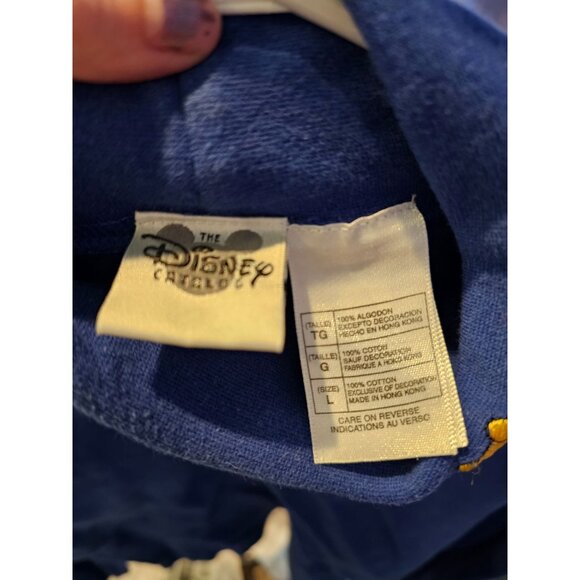 THE
DISNEY
CATALOG
(TALLE)
TG
100% ALGODON
EXCEPTO DECORACION
HECHO EN HONG KONG
(TAILLE)
G
100% COTON
SAUF DECORATION
FABRIQUE A HONG KONG
(SIZE)
L
100% COTTON
EXCLUSIVE OF DECORATION
MADE IN HONG KONG
CARE ON REVERSE
INDICATIONS AU VERSO